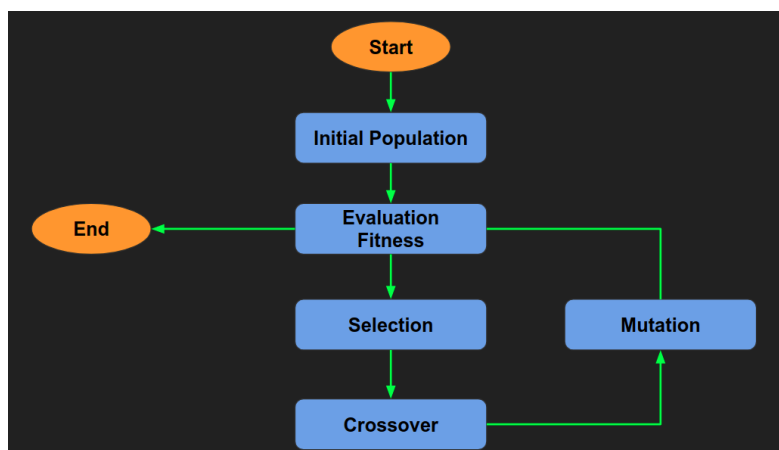 Start
Initial Population
Evaluation
Fitness
End
Selection
Mutation
Crossover